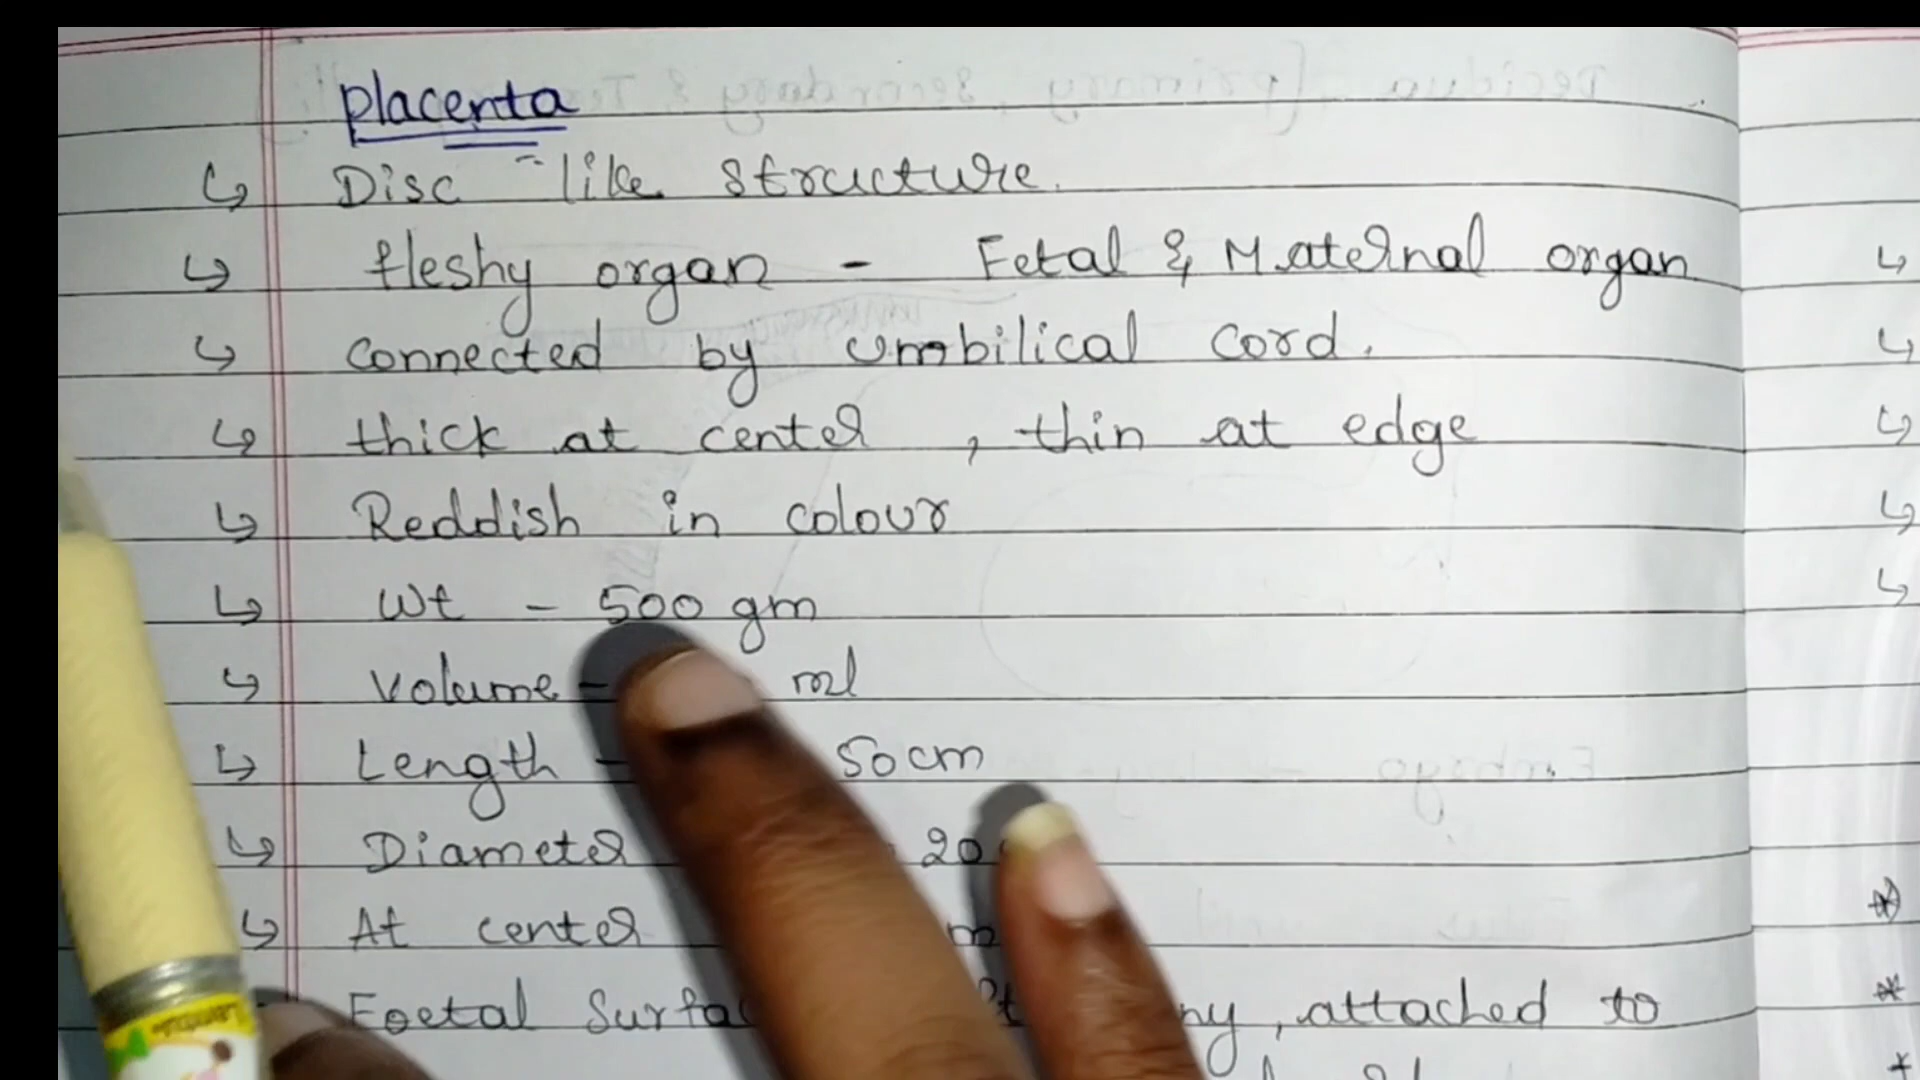 Placenta
↳ Disc-like structure.
↳ fleshy organ - Fetal & Maternal organ
↳ connected by umbilical cord.
↳ thick at center, thin at edge
↳ Reddish in colour
↳ Wt - 500 gm
↳ Volume - ml
↳ Length - 50cm
↳ Diameter 20
↳ At center
Foetal attached to